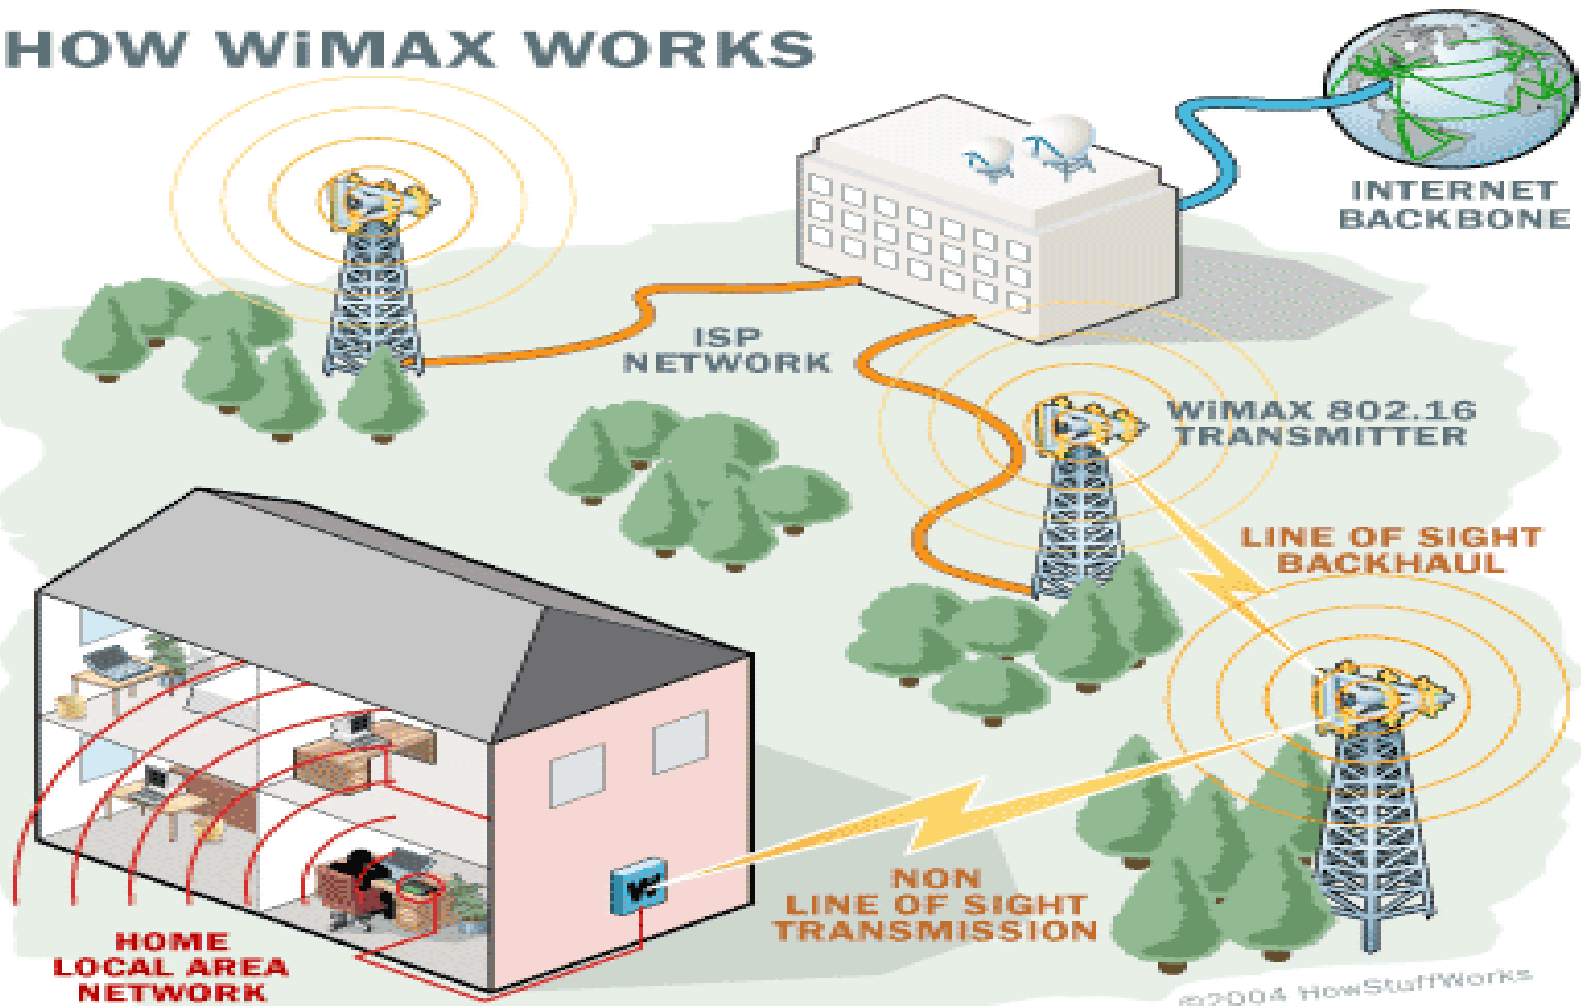 HOW WiMAX WORKS
INTERNET
BACKBONE
ISP
NETWORK
WiMAX 802.16
TRANSMITTER
LINE OF SIGHT
BACKHAUL
NON
LINE OF SIGHT
TRANSMISSION
HOME
LOCAL AREA
NETWORK
©2004 HowStuffWorks